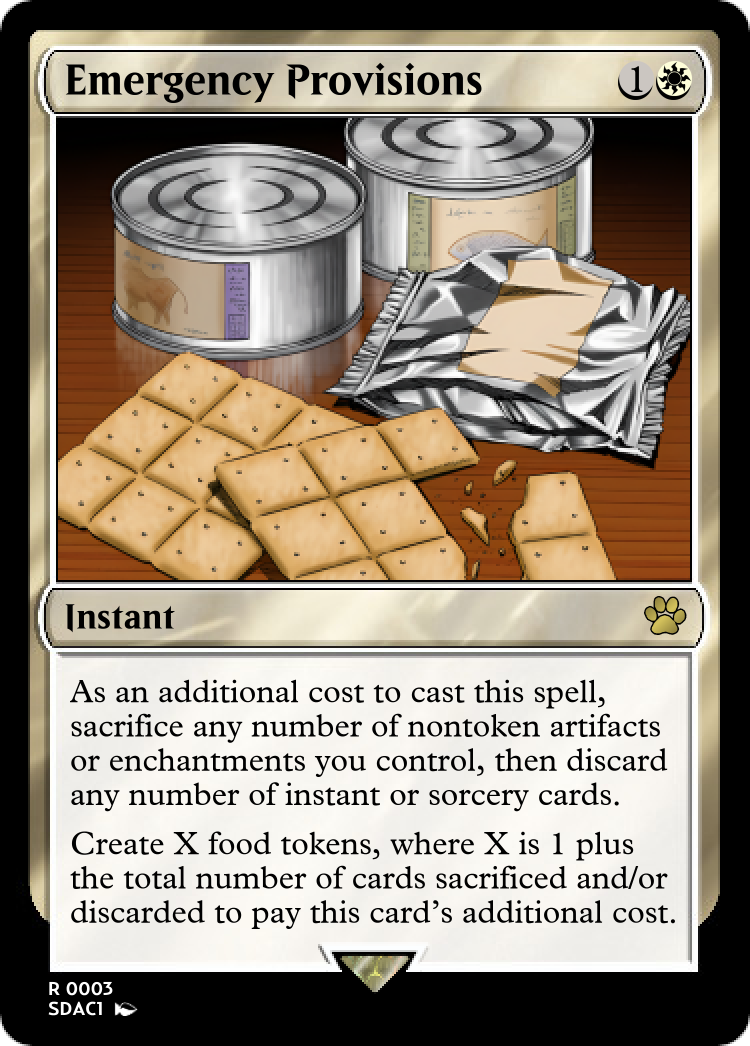 Emergency Provisions 1
Instant
As an additional cost to cast this spell,
sacrifice any number of nontoken artifacts
or enchantments you control, then discard
any number of instant or sorcery cards.
Create X food tokens, where X is 1 plus
the total number of cards sacrificed and/or
discarded to pay this card's additional cost.
R 0003
SDAC1